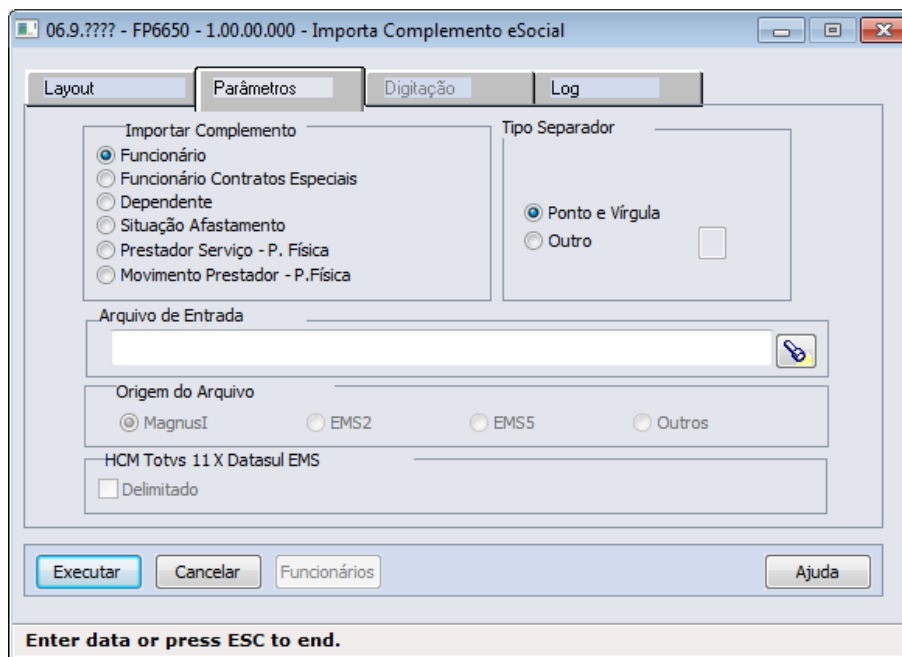 06.9.???? - FP6650 - 1.00.00.000 - Importa Complemento eSocial
Layout
Parâmetros
Digitação
Log
Importar Complemento
Funcionário
Funcionário Contratos Especiais
Dependente
Situação Afastamento
Prestador Serviço - P. Física
Movimento Prestador - P.Física
Tipo Separador
Ponto e Vírgula
Outro
Arquivo de Entrada
Origem do Arquivo
MagnusI
EMS2
EMS5
Outros
HCM Totvs 11 X Datasul EMS
Delimitado
Executar
Cancelar
Funcionários
Ajuda
Enter data or press ESC to end.